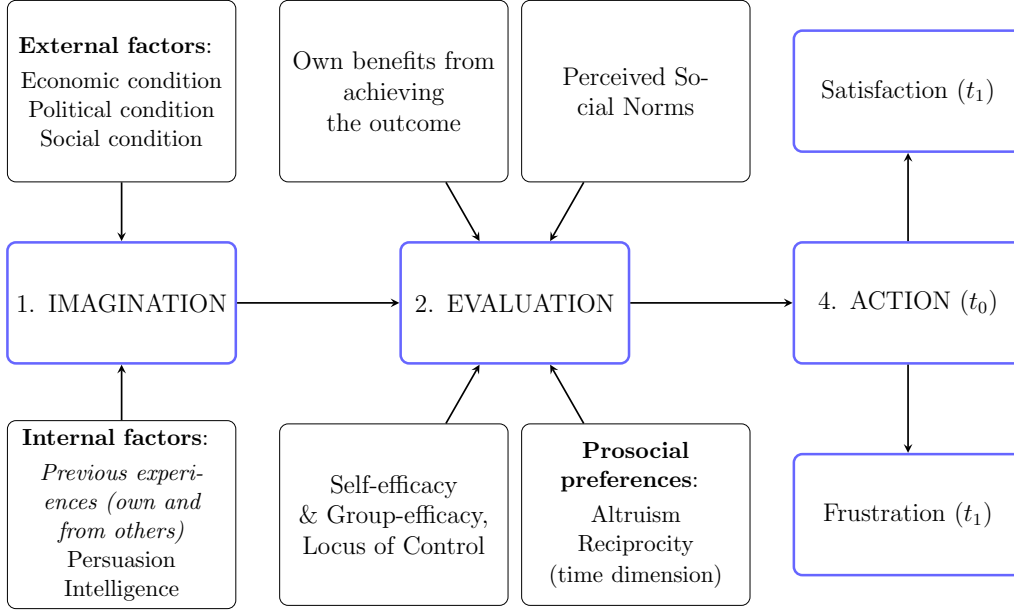 External factors:
Economic condition
Political condition
Social condition
Own benefits from
achieving
the outcome
Perceived So-
cial Norms
Satisfaction (t₁)
1. IMAGINATION
2. EVALUATION
4. ACTION (t₀)
Internal factors:
Previous experi-
ences (own and
from others)
Persuasion
Intelligence
Self-efficacy
& Group-efficacy,
Locus of Control
Prosocial
preferences:
Altruism
Reciprocity
(time dimension)
Frustration (t₁)